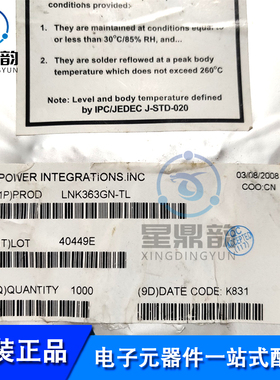 conditions provided:
1. They are maintained at conditions equal to
or less than 30°C/85% RH, and...
2. They are solder reflowed at a peak body
temperature which does not exceed 260°C
Note: Level and body temperature defined
by IPC/JEDEC J-STD-020
POWER INTEGRATIONS.INC
03/08/2008
1P)PROD LNK363GN-TL
COO:CN
星鼎韵
XINGDINGYUN
T)LOT 40449E
Q)QUANTITY 1000
(9D)DATE CODE: K831
装正品
电子元器件一站式配